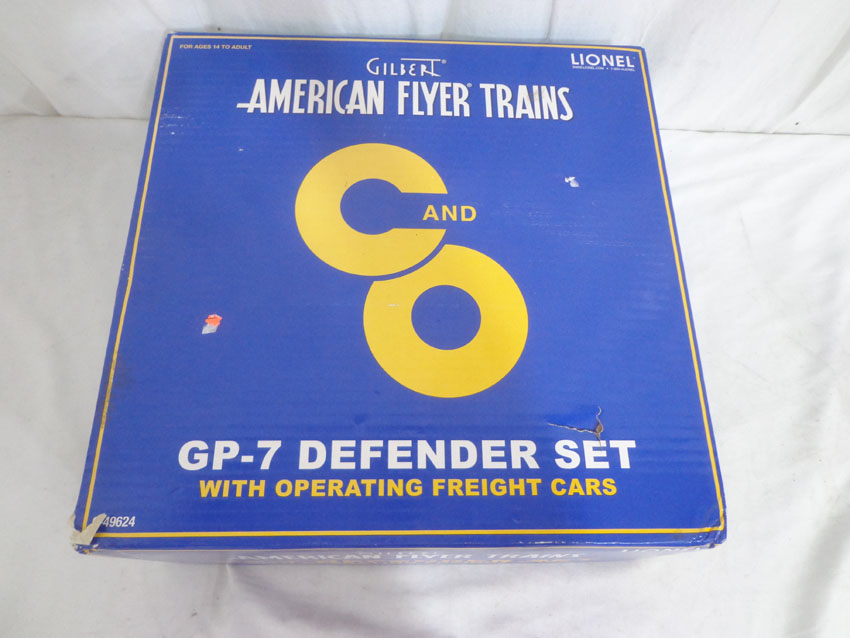 FOR AGES 14 TO ADULT
GILBERT®
LIONEL®
AMERICAN FLYER® TRAINS
C AND O
GP-7 DEFENDER SET
WITH OPERATING FREIGHT CARS
49624
AMERICAN FLYER TRAINS